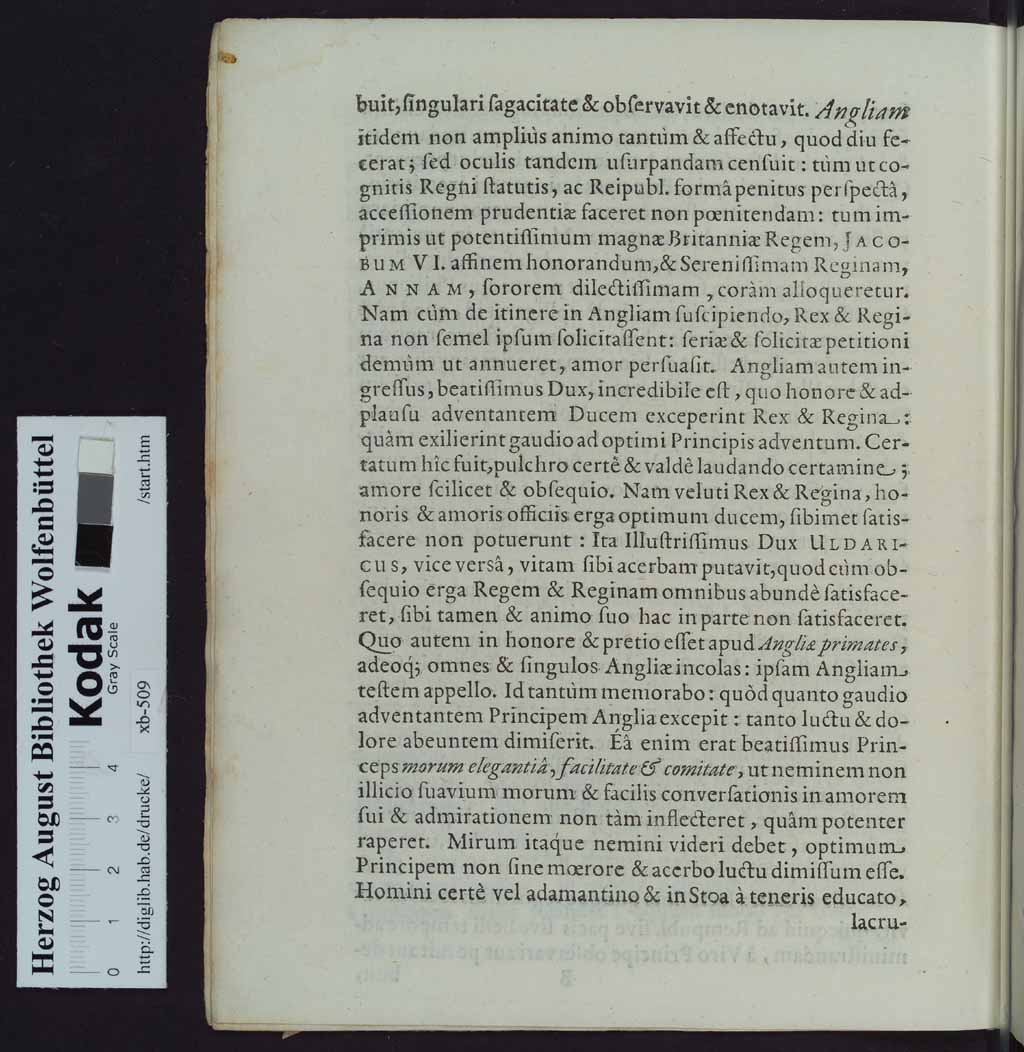 buit, ſingulari ſagacitate & obſervavit & enotavit. Angliam
itidem non ampliùs animo tantùm & affectu, quod diu fe-
cerat; ſed oculis tandem uſurpandam cenſuit: tùm ut co-
gnitis Regni ſtatutis, ac Reipubl. formâ penitus perſpectâ,
acceſſionem prudentiæ faceret non pœnitendam: tum im-
primis ut potentiſſimum magnæ Britanniæ Regem, JACO-
BUM VI. affinem honorandum, & Sereniſſimam Reginam,
ANNAM, ſororem dilectiſſimam, coràm alloqueretur.
Nam cùm de itinere in Angliam ſuſcipiendo, Rex & Regi-
na non ſemel ipſum ſolicitaſſent: ſeriæ & ſolicitæ petitioni
demùm ut annueret, amor perſuaſit. Angliam autem in-
greſſus, beatiſſimus Dux, incredibile eſt, quo honore & ad-
plauſu adventantem Ducem exceperint Rex & Regina:
quàm exilierint gaudio ad optimi Principis adventum. Cer-
tatum hîc fuit, pulchro certè & valdè laudando certamine;
amore ſcilicet & obſequio. Nam veluti Rex & Regina, ho-
noris & amoris officiis erga optimum ducem, ſibimet ſatis-
facere non potuerunt: Ita Illuſtriſſimus Dux ULDARI-
CUS, vice versâ, vitam ſibi acerbam putavit, quod cùm ob-
ſequio erga Regem & Reginam omnibus abundè ſatisface-
ret, ſibi tamen & animo ſuo hac in parte non ſatisfaceret.
Quo autem in honore & pretio eſſet apud Angliæ primates,
adeoq; omnes & ſingulos Angliæ incolas: ipſam Angliam
teſtem appello. Id tantùm memorabo: quòd quanto gaudio
adventantem Principem Anglia excepit: tanto luctu & do-
lore abeuntem dimiſerit. Éâ enim erat beatiſſimus Prin-
ceps morum elegantiâ, facilitate & comitate, ut neminem non
illicio ſuavium morum & facilis converſationis in amorem
ſui & admirationem non tàm inflecteret, quâm potenter
raperet. Mirum itaque nemini videri debet, optimum
Principem non ſine mœrore & acerbo luctu dimiſſum eſſe.
Homini certè vel adamantino & in Stoa à teneris educato,
lacru-
Herzog August Bibliothek Wolfenbüttel
Kodak
Gray Scale
0 1 2 3 4
http://diglib.hab.de/drucke/ xb-509 /start.htm